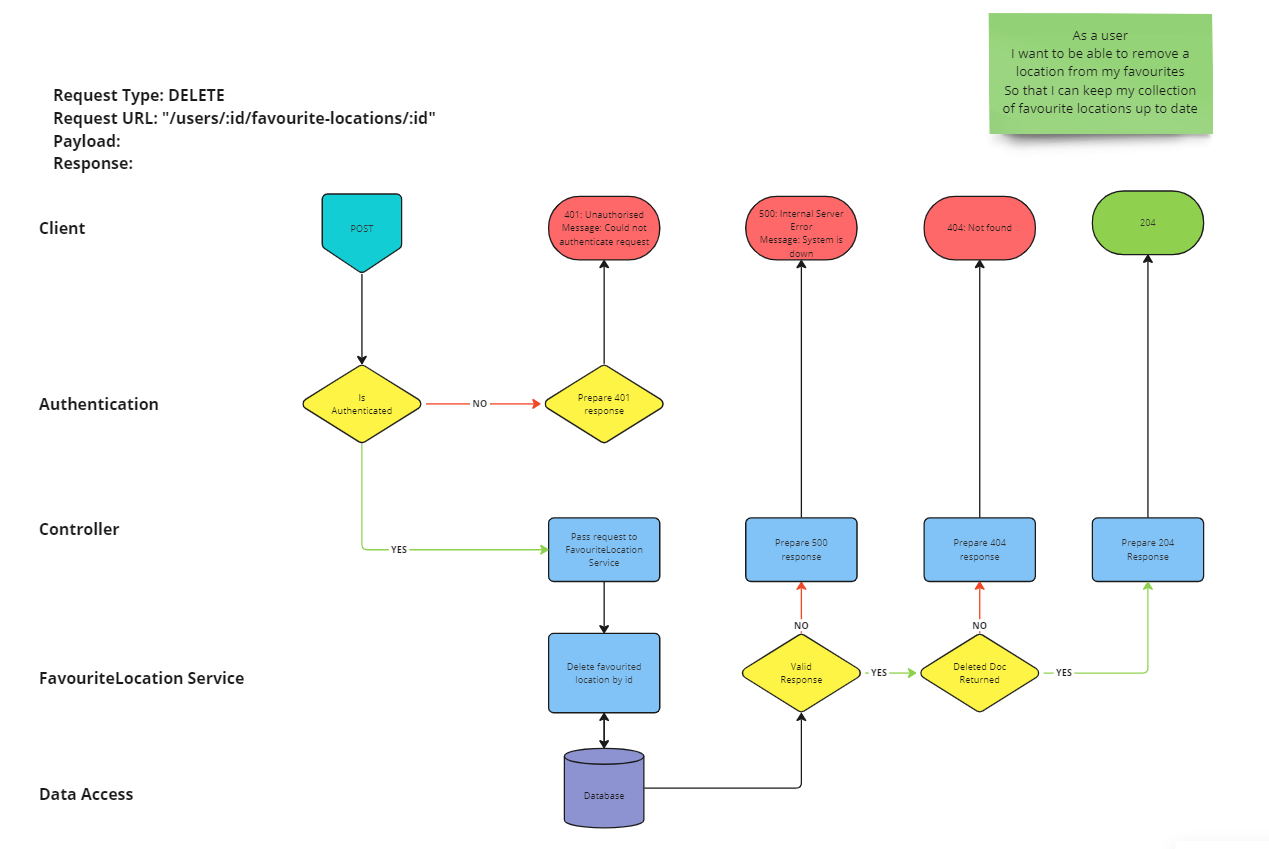 As a user
I want to be able to remove a
location from my favourites
So that I can keep my collection
of favourite locations up to date
Request Type: DELETE
Request URL: "/users/:id/favourite-locations/:id"
Payload:
Response:
Client
POST
401: Unauthorised
Message: Could not
authenticate request
500: Internal Server
Error
Message: System is
down
404: Not found
204
Authentication
Is
Authenticated
NO
Prepare 401
response
Controller
YES
Pass request to
FavouriteLocation
Service
Prepare 500
response
Prepare 404
response
Prepare 204
Response
NO
NO
FavouriteLocation Service
Delete favourited
location by id
Valid
Response
YES
Deleted Doc
Returned
YES
Data Access
Database